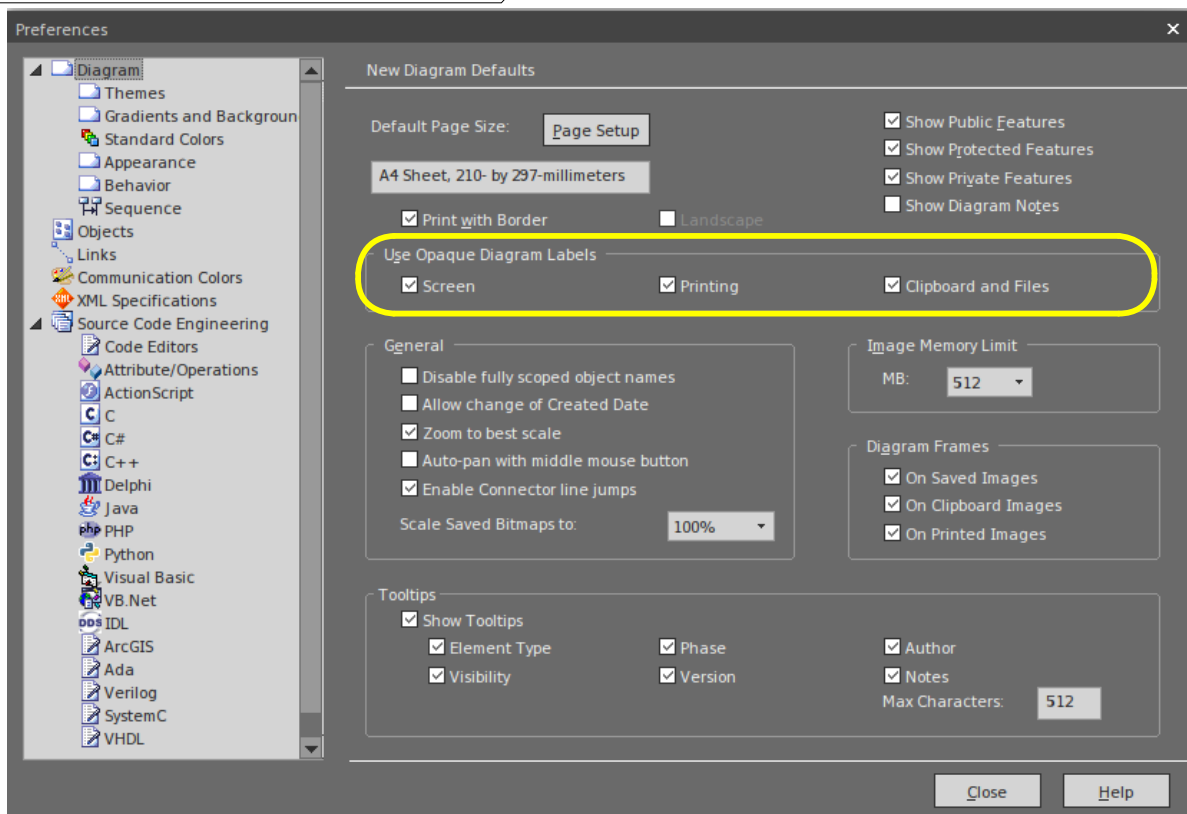 Preferences
Diagram
Themes
Gradients and Backgroun
Standard Colors
Appearance
Behavior
Sequence
Objects
Links
Communication Colors
XML Specifications
Source Code Engineering
Code Editors
Attribute/Operations
ActionScript
C
C#
C++
Delphi
Java
PHP
Python
Visual Basic
VB.Net
IDL
ArcGIS
Ada
Verilog
SystemC
VHDL
New Diagram Defaults
Default Page Size: Page Setup
A4 Sheet, 210- by 297-millimeters
Print with Border Landscape
Show Public Features
Show Protected Features
Show Private Features
Show Diagram Notes
Use Opaque Diagram Labels
Screen Printing Clipboard and Files
General
Disable fully scoped object names
Allow change of Created Date
Zoom to best scale
Auto-pan with middle mouse button
Enable Connector line jumps
Scale Saved Bitmaps to: 100%
Image Memory Limit
MB: 512
Diagram Frames
On Saved Images
On Clipboard Images
On Printed Images
Tooltips
Show Tooltips
Element Type Phase Author
Visibility Version Notes
Max Characters: 512
Close Help